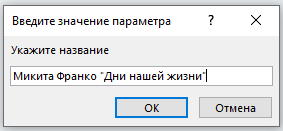 Введите значение параметра ? ×
Укажите название
Микита Франко "Дни нашей жизни"
ОК Отмена